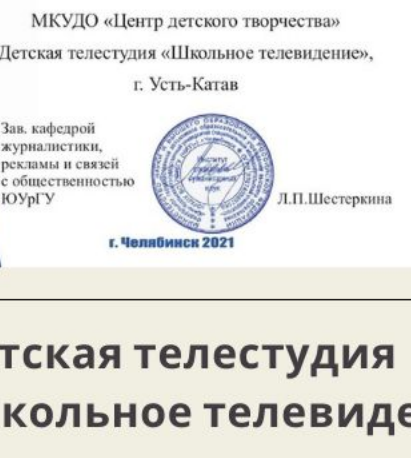 МКУДО «Центр детского творчества»
Детская телестудия «Школьное телевидение»,
г. Усть-Катав
Зав. кафедрой
журналистики,
рекламы и связей
с общественностью
ЮУрГУ
Институт
Л.П.Шестеркина
г. Челябинск 2021
тская телестудия
кольное телевиде